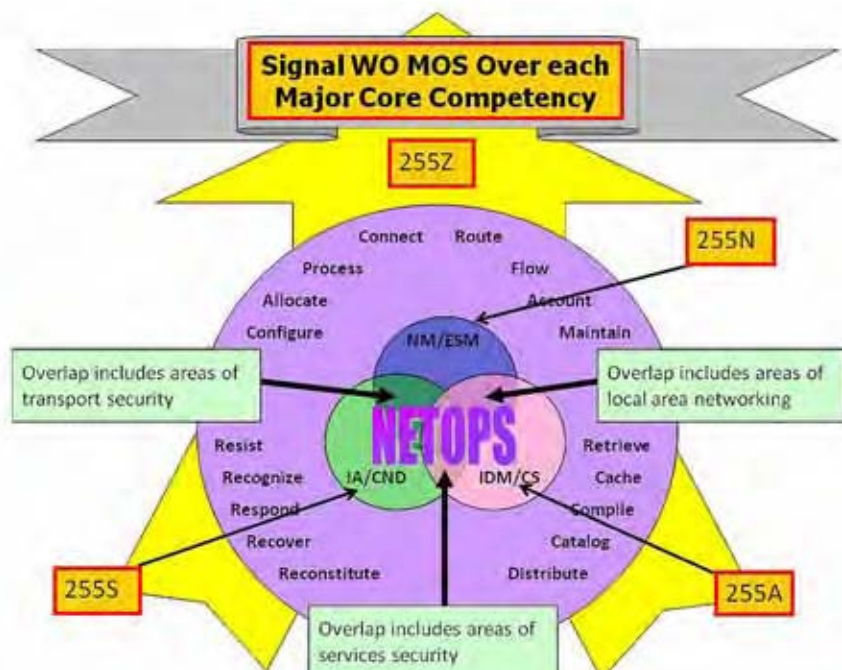 Signal WO MOS Over each
Major Core Competency
255Z
255N
Connect Route
Process Flow
Allocate Account
Configure Maintain
NM/ESM
Overlap includes areas of
transport security
Overlap includes areas of
local area networking
NETOPS
Resist
Recognize
Respond
Recover
Reconstitute
IA/CND
IDM/CS
Retrieve
Cache
Compile
Catalog
Distribute
255S
255A
Overlap includes areas of
services security